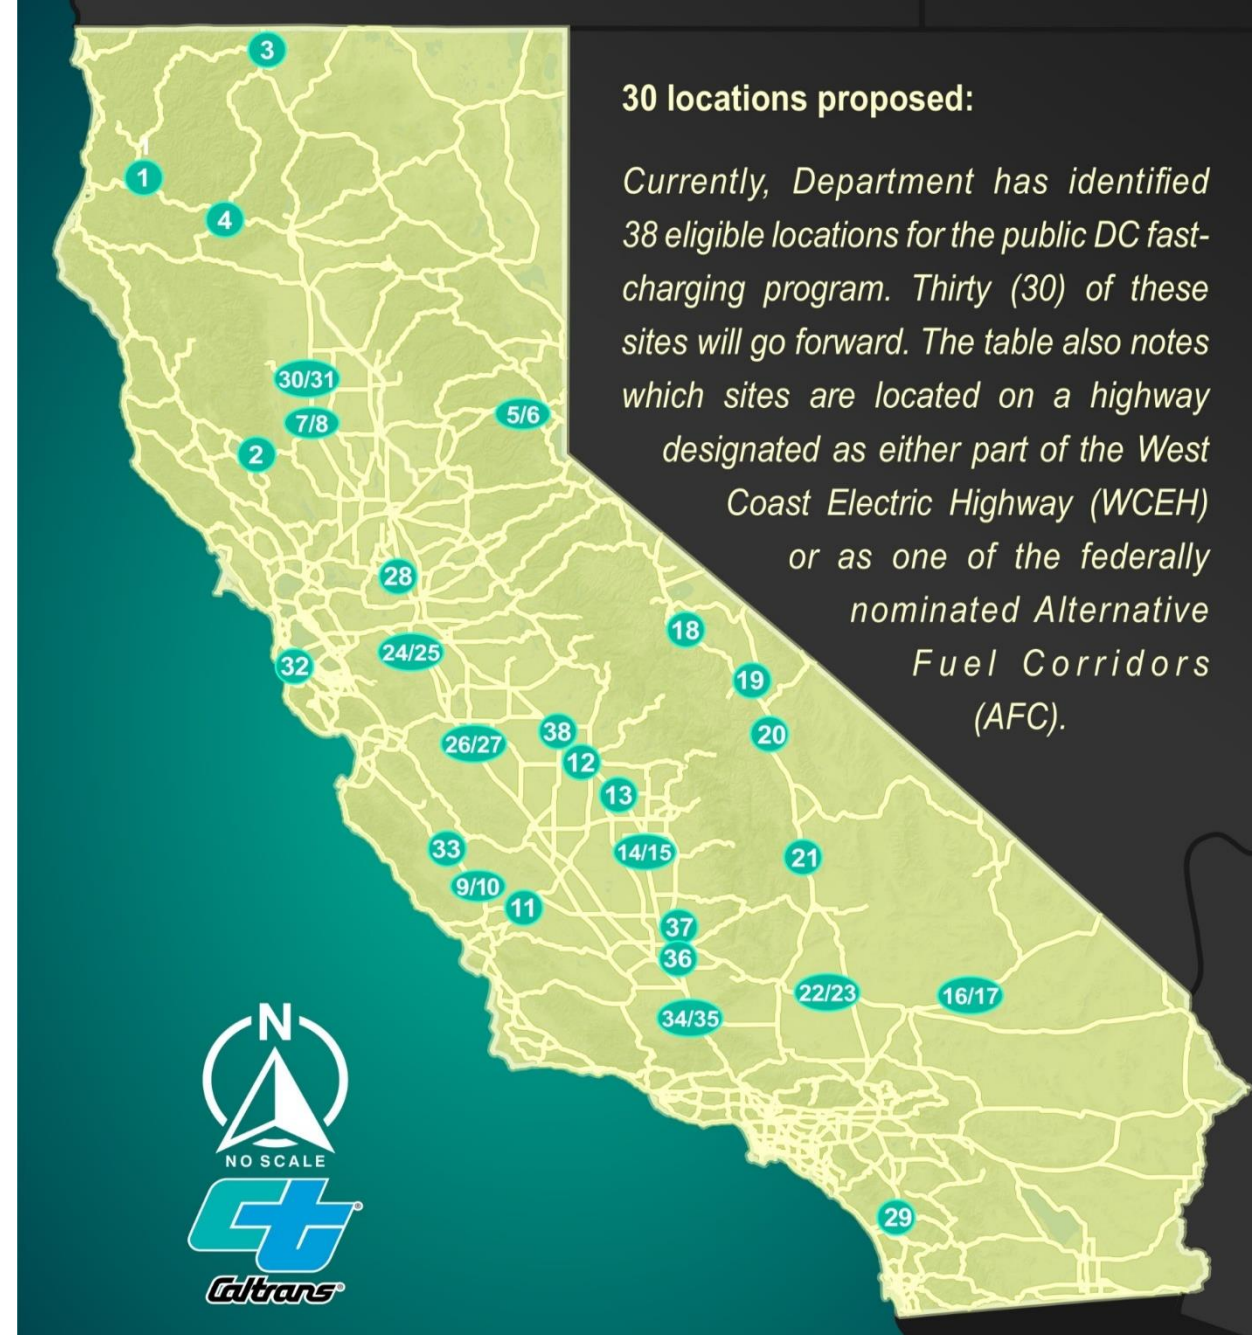 3
30 locations proposed:
Currently, Department has identified
38 eligible locations for the public DC fast-
charging program. Thirty (30) of these
sites will go forward. The table also notes
which sites are located on a highway
designated as either part of the West
Coast Electric Highway (WCEH)
or as one of the federally
nominated Alternative
Fuel Corridors
(AFC).
1
1
4
30/31
7/8
5/6
2
28
18
24/25
32
19
38
20
26/27
12
13
33
14/15
21
9/10
11
37
36
22/23
16/17
34/35
N
NO SCALE
ct®
Caltrans®
29